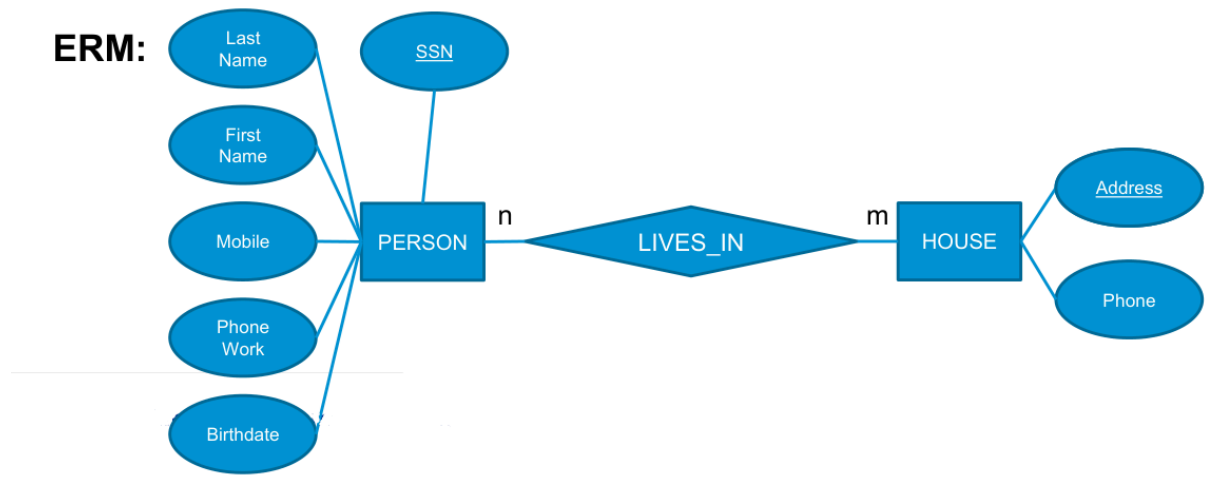 ERM:
Last
Name
SSN
First
Name
Address
PERSON
n
LIVES_IN
m
HOUSE
Mobile
Phone
Phone
Work
Birthdate